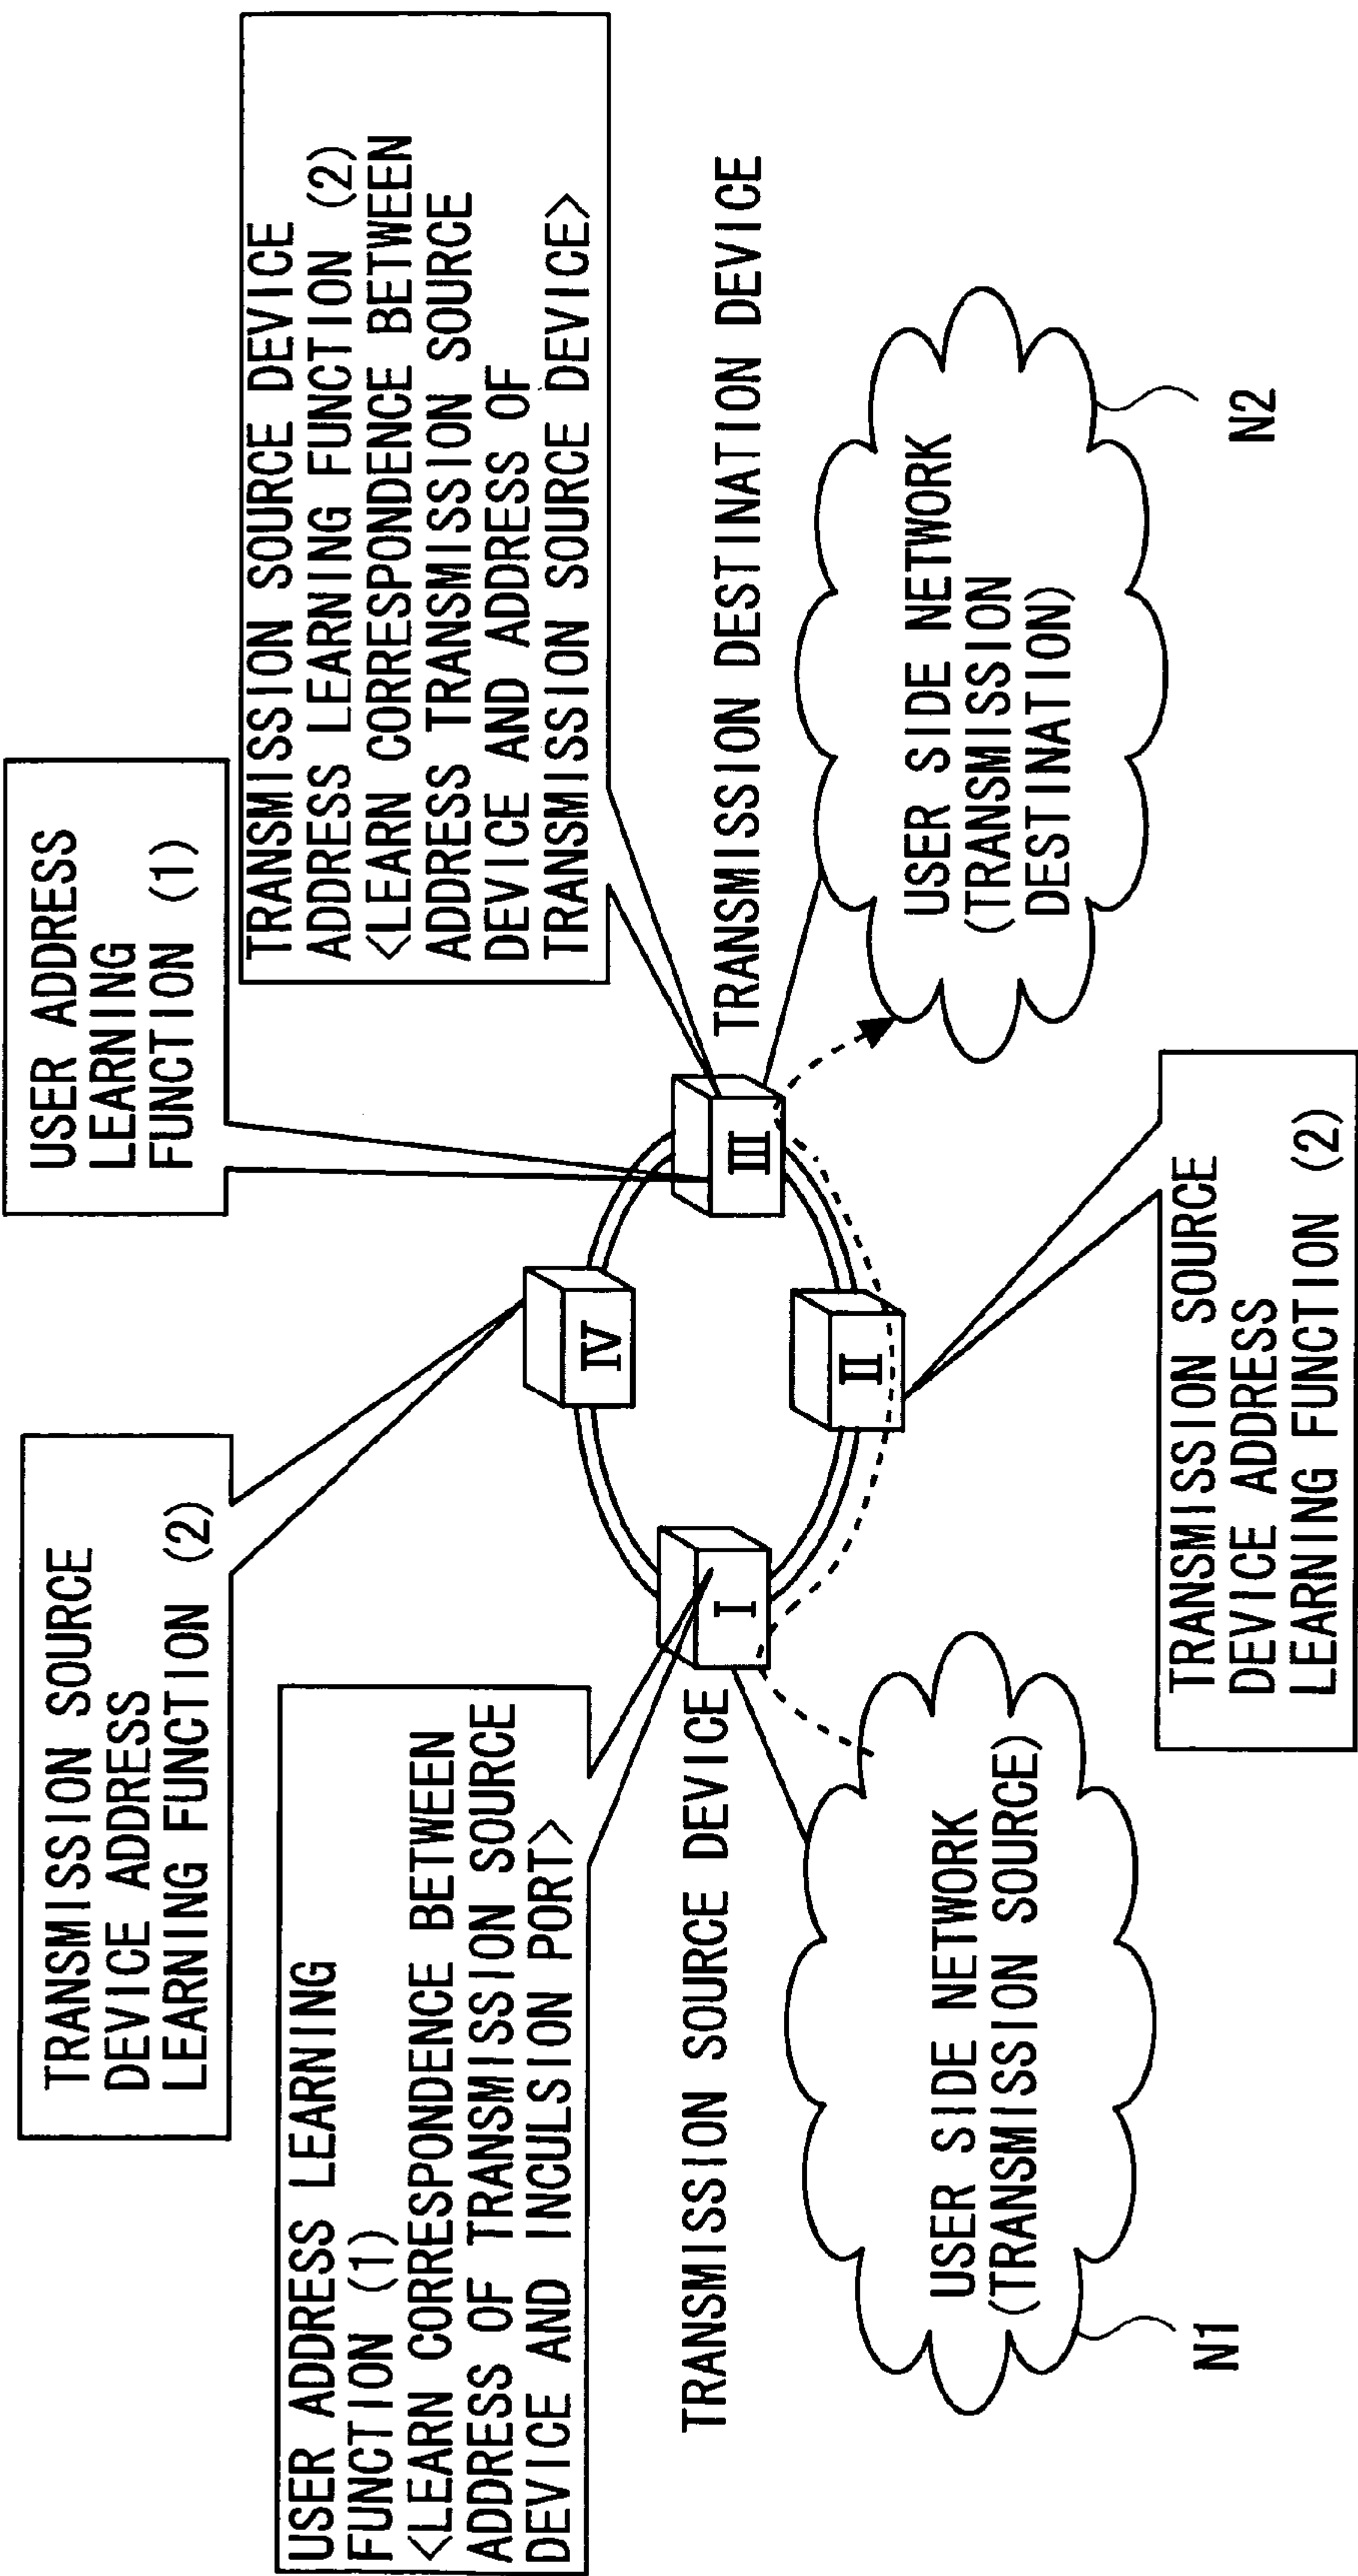 TRANSMISSION SOURCE
DEVICE ADDRESS
LEARNING FUNCTION (2)
USER ADDRESS
LEARNING
FUNCTION (1)
USER ADDRESS LEARNING
FUNCTION (1)
<LEARN CORRESPONDENCE BETWEEN
ADDRESS OF TRANSMISSION SOURCE
DEVICE AND INCULSION PORT>
TRANSMISSION SOURCE DEVICE
ADDRESS LEARNING FUNCTION (2)
<LEARN CORRESPONDENCE BETWEEN
ADDRESS TRANSMISSION SOURCE
DEVICE AND ADDRESS OF
TRANSMISSION SOURCE DEVICE>
IV
I
III
II
TRANSMISSION SOURCE DEVICE
TRANSMISSION DESTINATION DEVICE
USER SIDE NETWORK
(TRANSMISSION SOURCE)
N1
USER SIDE NETWORK
(TRANSMISSION
DESTINATION)
N2
TRANSMISSION SOURCE
DEVICE ADDRESS
LEARNING FUNCTION (2)